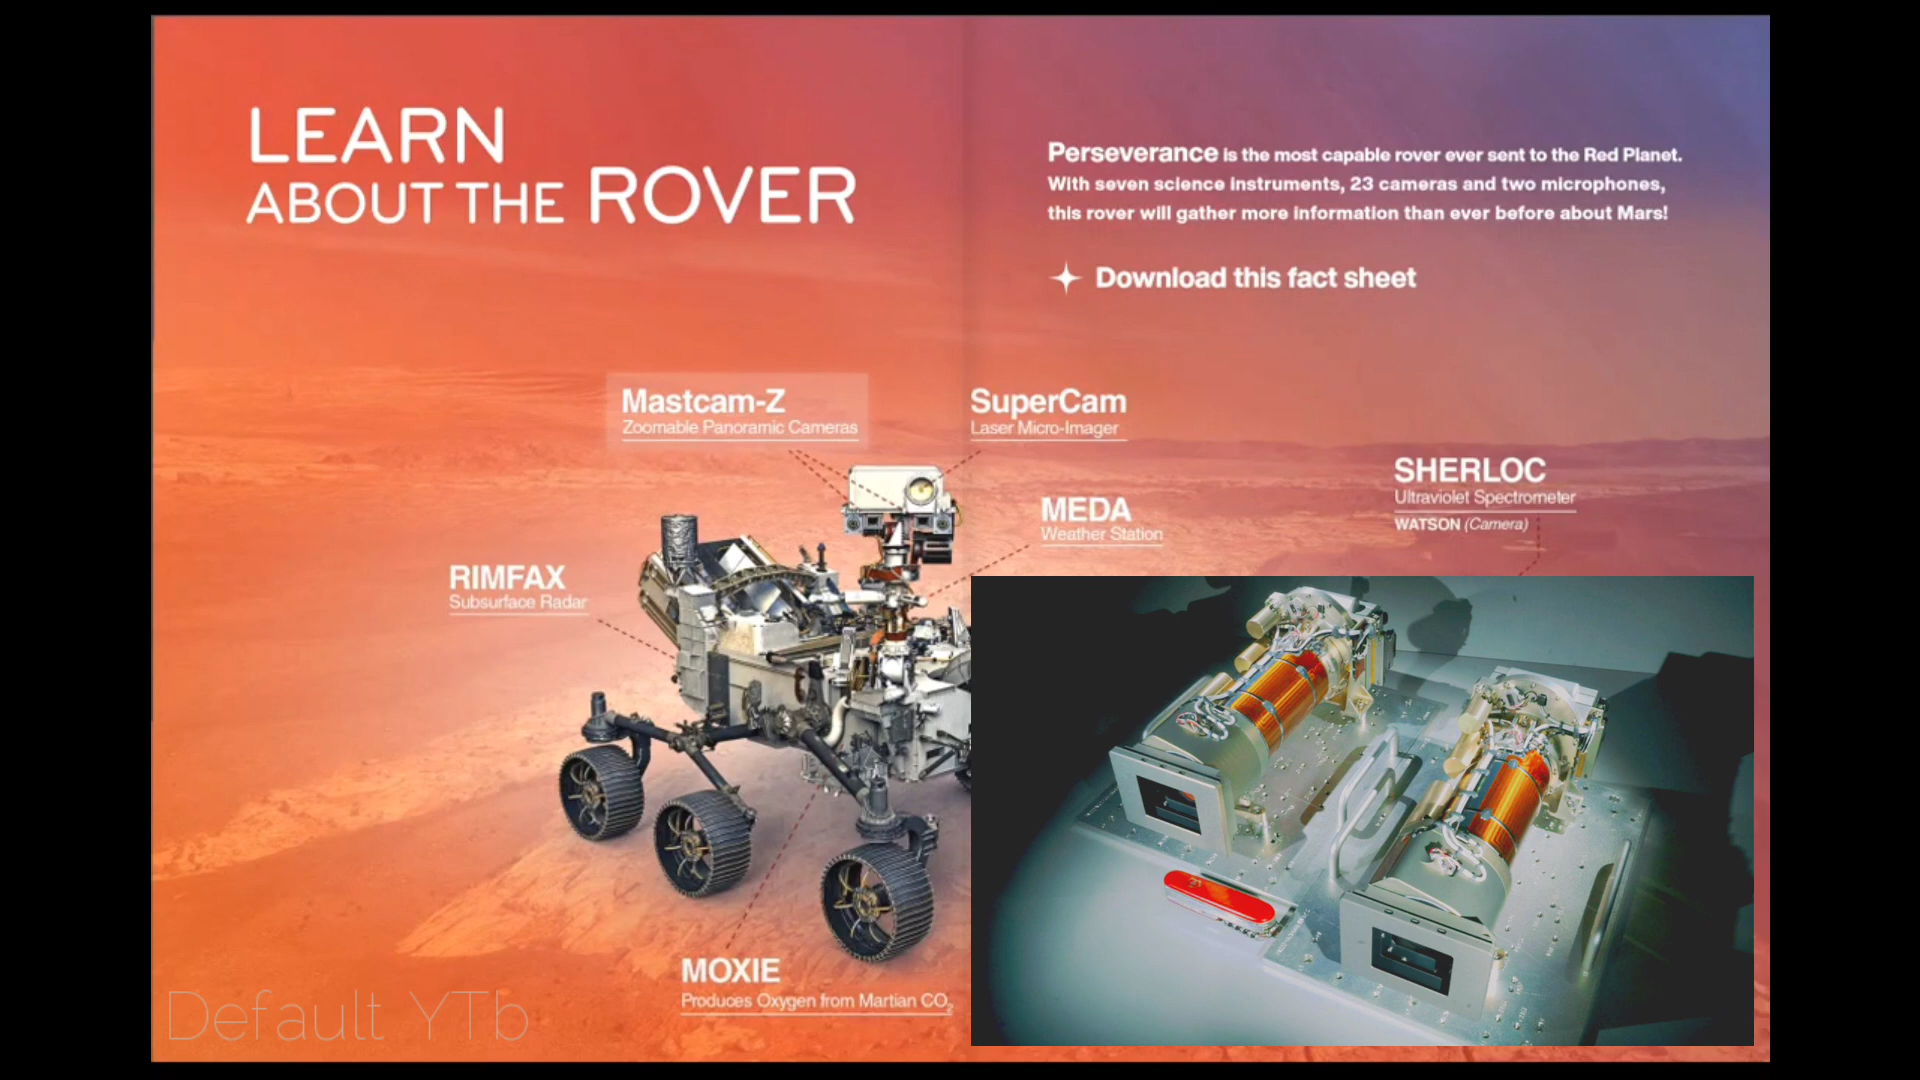 LEARN
ABOUT THE ROVER
Perseverance is the most capable rover ever sent to the Red Planet.
With seven science instruments, 23 cameras and two microphones,
this rover will gather more information than ever before about Mars!
Download this fact sheet
Mastcam-Z
Zoomable Panoramic Cameras
SuperCam
Laser Micro-Imager
SHERLOC
Ultraviolet Spectrometer
WATSON (Camera)
MEDA
Weather Station
RIMFAX
Subsurface Radar
MOXIE
Produces Oxygen from Martian CO₂
Default YTb